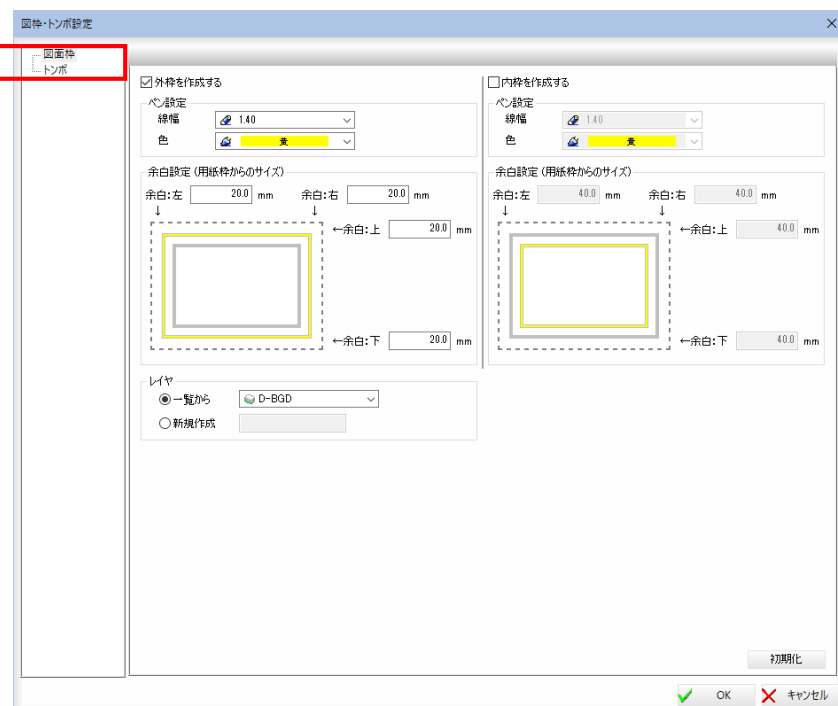 図枠・トンボ設定
図面枠
トンボ
☑外枠を作成する
ペン設定
線幅 1.40
色 黄
余白設定(用紙枠からのサイズ)
余白:左 20.0 mm 余白:右 20.0 mm
↓ ↓
←余白:上 20.0 mm
←余白:下 20.0 mm
レイヤ
一覧から D-BGD
新規作成
□内枠を作成する
ペン設定
線幅 1.40
色 黄
余白設定(用紙枠からのサイズ)
余白:左 40.0 mm 余白:右 40.0 mm
↓ ↓
←余白:上 40.0 mm
←余白:下 40.0 mm
初期化
OK キャンセル